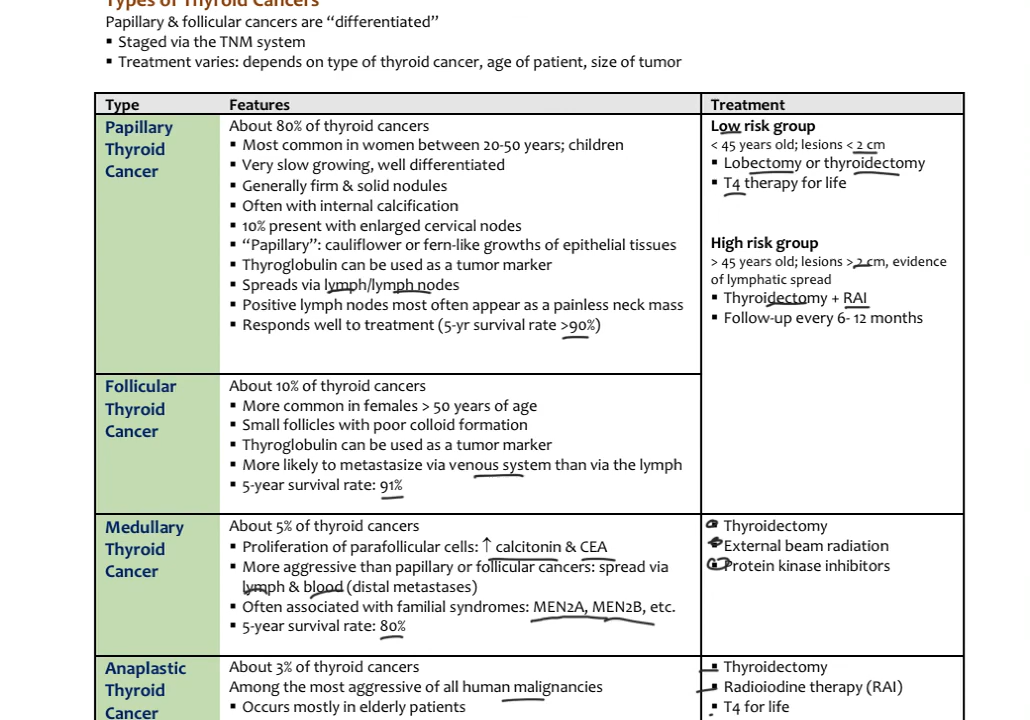 Types of Thyroid Cancers
Papillary & follicular cancers are “differentiated”
▪ Staged via the TNM system
▪ Treatment varies: depends on type of thyroid cancer, age of patient, size of tumor
Type
Features
Treatment
Papillary
Thyroid
Cancer
About 80% of thyroid cancers
▪ Most common in women between 20-50 years; children
▪ Very slow growing, well differentiated
▪ Generally firm & solid nodules
▪ Often with internal calcification
▪ 10% present with enlarged cervical nodes
▪ “Papillary”: cauliflower or fern-like growths of epithelial tissues
▪ Thyroglobulin can be used as a tumor marker
▪ Spreads via lymph/lymph nodes
▪ Positive lymph nodes most often appear as a painless neck mass
▪ Responds well to treatment (5-yr survival rate >90%)
Low risk group
< 45 years old; lesions < 2 cm
▪ Lobectomy or thyroidectomy
▪ T4 therapy for life
High risk group
> 45 years old; lesions > 2 cm, evidence
of lymphatic spread
▪ Thyroidectomy + RAI
▪ Follow-up every 6- 12 months
Follicular
Thyroid
Cancer
About 10% of thyroid cancers
▪ More common in females > 50 years of age
▪ Small follicles with poor colloid formation
▪ Thyroglobulin can be used as a tumor marker
▪ More likely to metastasize via venous system than via the lymph
▪ 5-year survival rate: 91%
Medullary
Thyroid
Cancer
About 5% of thyroid cancers
▪ Proliferation of parafollicular cells: ↑ calcitonin & CEA
▪ More aggressive than papillary or follicular cancers: spread via
lymph & blood (distal metastases)
▪ Often associated with familial syndromes: MEN2A, MEN2B, etc.
▪ 5-year survival rate: 80%
▪ Thyroidectomy
▪ External beam radiation
▪ Protein kinase inhibitors
Anaplastic
Thyroid
Cancer
About 3% of thyroid cancers
Among the most aggressive of all human malignancies
▪ Occurs mostly in elderly patients
▪ Thyroidectomy
▪ Radioiodine therapy (RAI)
▪ T4 for life